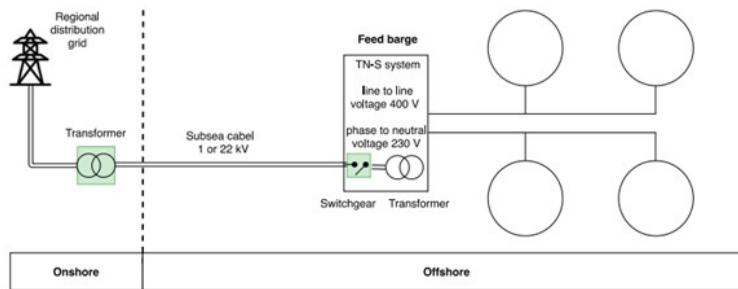 Regional
distribution
grid
Transformer
Subsea cabel
1 or 22 kV
Feed barge
TN-S system
line to line
voltage 400 V
phase to neutral
voltage 230 V
Switchgear
Transformer
Onshore
Offshore